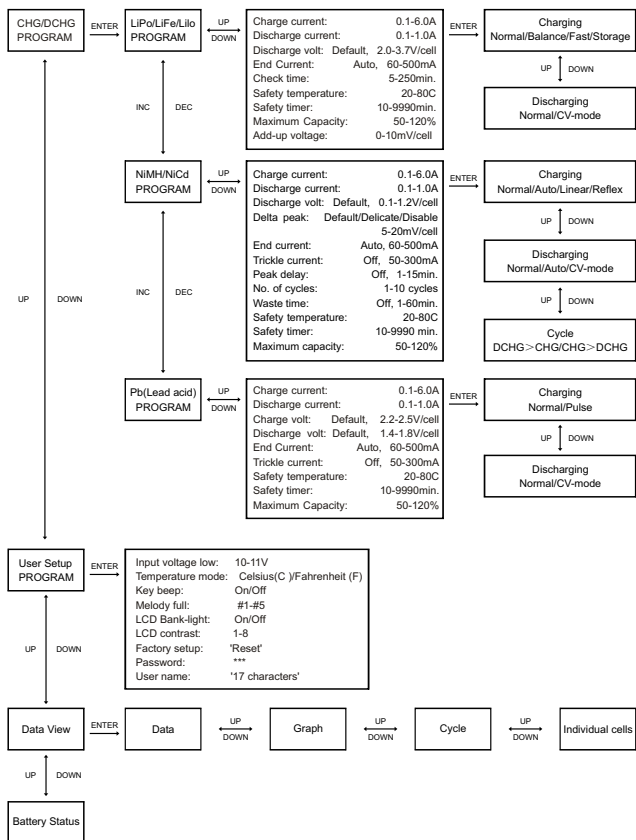 CHG/DCHG
PROGRAM
ENTER
LiPo/LiFe/LiIo
PROGRAM
UP
DOWN
Charge current: 0.1-6.0A
Discharge current: 0.1-1.0A
Discharge volt: Default, 2.0-3.7V/cell
End Current: Auto, 60-500mA
Check time: 5-250min.
Safety temperature: 20-80C
Safety timer: 10-9990min.
Maximum Capacity: 50-120%
Add-up voltage: 0-10mV/cell
ENTER
Charging
Normal/Balance/Fast/Storage
UP DOWN
Discharging
Normal/CV-mode
INC DEC
NiMH/NiCd
PROGRAM
UP
DOWN
Charge current: 0.1-6.0A
Discharge current: 0.1-1.0A
Discharge volt: Default, 0.1-1.2V/cell
Delta peak: Default/Delicate/Disable
5-20mV/cell
End current: Auto, 60-500mA
Trickle current: Off, 50-300mA
Peak delay: Off, 1-15min.
No. of cycles: 1-10 cycles
Waste time: Off, 1-60min.
Safety temperature: 20-80C
Safety timer: 10-9990 min.
Maximum capacity: 50-120%
ENTER
Charging
Normal/Auto/Linear/Reflex
UP DOWN
Discharging
Normal/Auto/CV-mode
UP DOWN
Cycle
DCHG＞CHG/CHG＞DCHG
UP DOWN
INC DEC
Pb(Lead acid)
PROGRAM
UP
DOWN
Charge current: 0.1-6.0A
Discharge current: 0.1-1.0A
Charge volt: Default, 2.2-2.5V/cell
Discharge volt: Default, 1.4-1.8V/cell
End Current: Auto, 60-500mA
Trickle current: Off, 50-300mA
Safety temperature: 20-80C
Safety timer: 10-9990min.
Maximum Capacity: 50-120%
ENTER
Charging
Normal/Pulse
UP DOWN
Discharging
Normal/CV-mode
User Setup
PROGRAM
ENTER
Input voltage low: 10-11V
Temperature mode: Celsius(C )/Fahrenheit (F)
Key beep: On/Off
Melody full: #1-#5
LCD Bank-light: On/Off
LCD contrast: 1-8
Factory setup: 'Reset'
Password: ***
User name: '17 characters'
UP DOWN
Data View
ENTER
Data
UP
DOWN
Graph
UP
DOWN
Cycle
UP
DOWN
Individual cells
UP DOWN
Battery Status